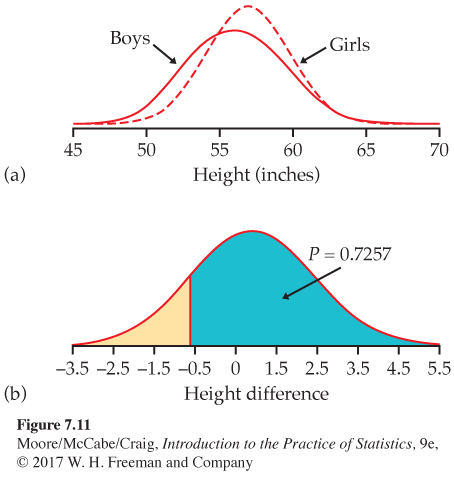 Boys
Girls
45 50 55 60 65 70
(a) Height (inches)
P = 0.7257
–3.5 –2.5 –1.5 –0.5 0 1.5 2.5 3.5 4.5 5.5
(b) Height difference
Figure 7.11
Moore/McCabe/Craig, Introduction to the Practice of Statistics, 9e,
© 2017 W. H. Freeman and Company